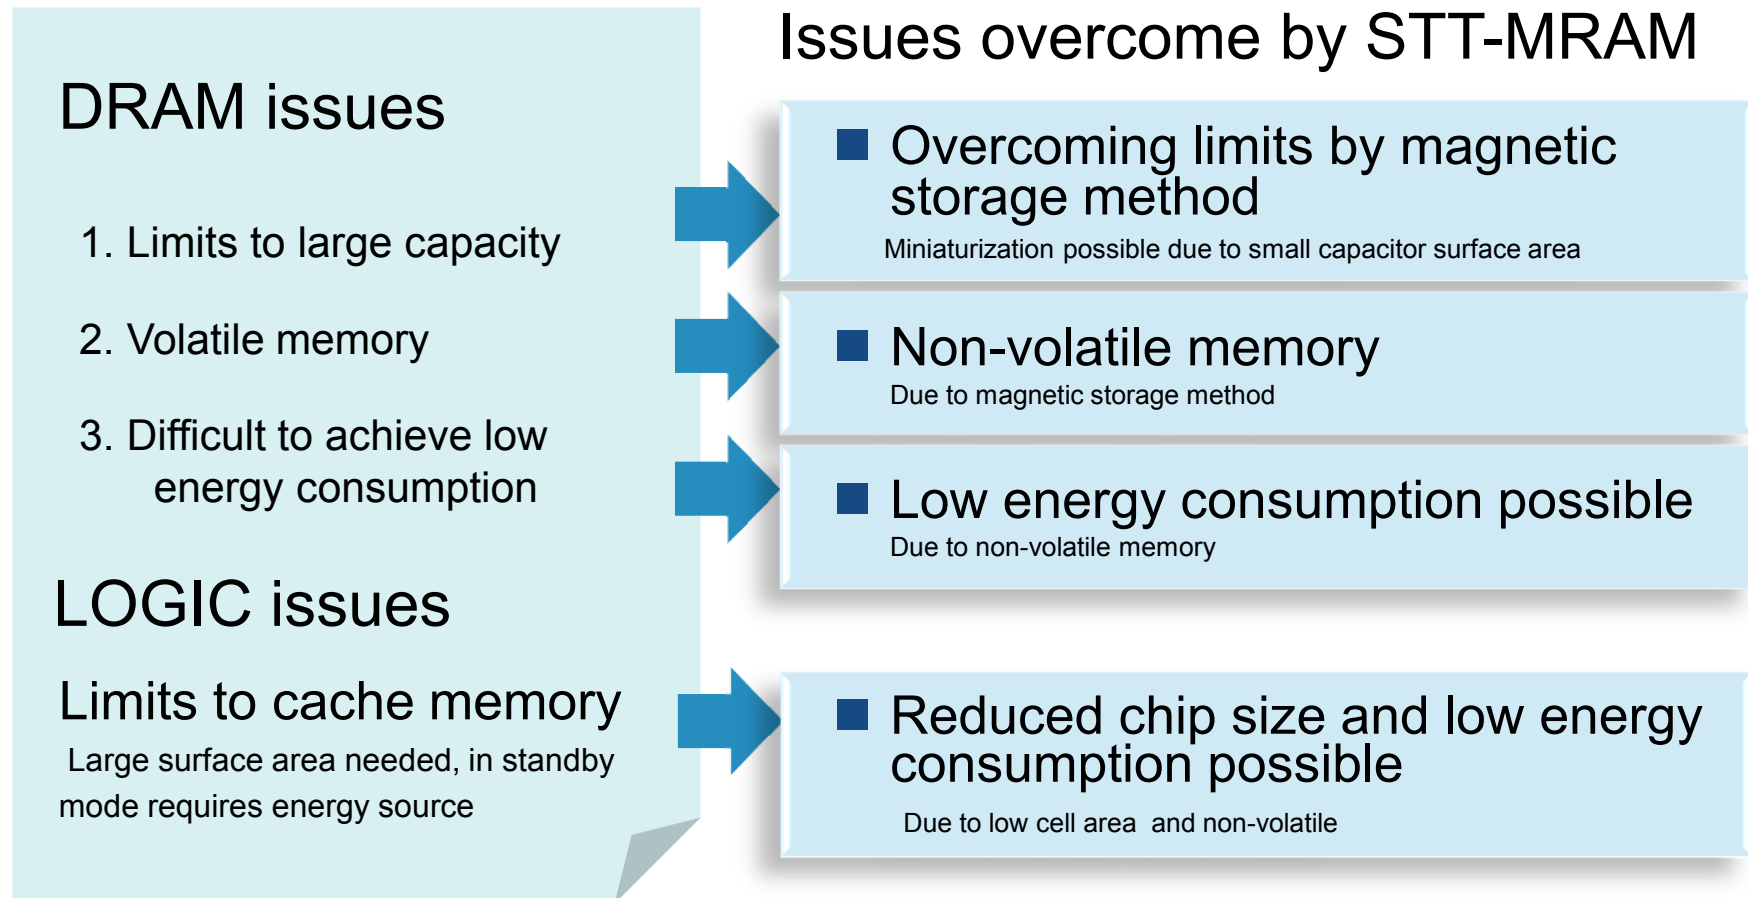 DRAM issues
1. Limits to large capacity
2. Volatile memory
3. Difficult to achieve low
energy consumption
LOGIC issues
Limits to cache memory
Large surface area needed, in standby
mode requires energy source
Issues overcome by STT-MRAM
Overcoming limits by magnetic
storage method
Miniaturization possible due to small capacitor surface area
Non-volatile memory
Due to magnetic storage method
Low energy consumption possible
Due to non-volatile memory
Reduced chip size and low energy
consumption possible
Due to low cell area and non-volatile